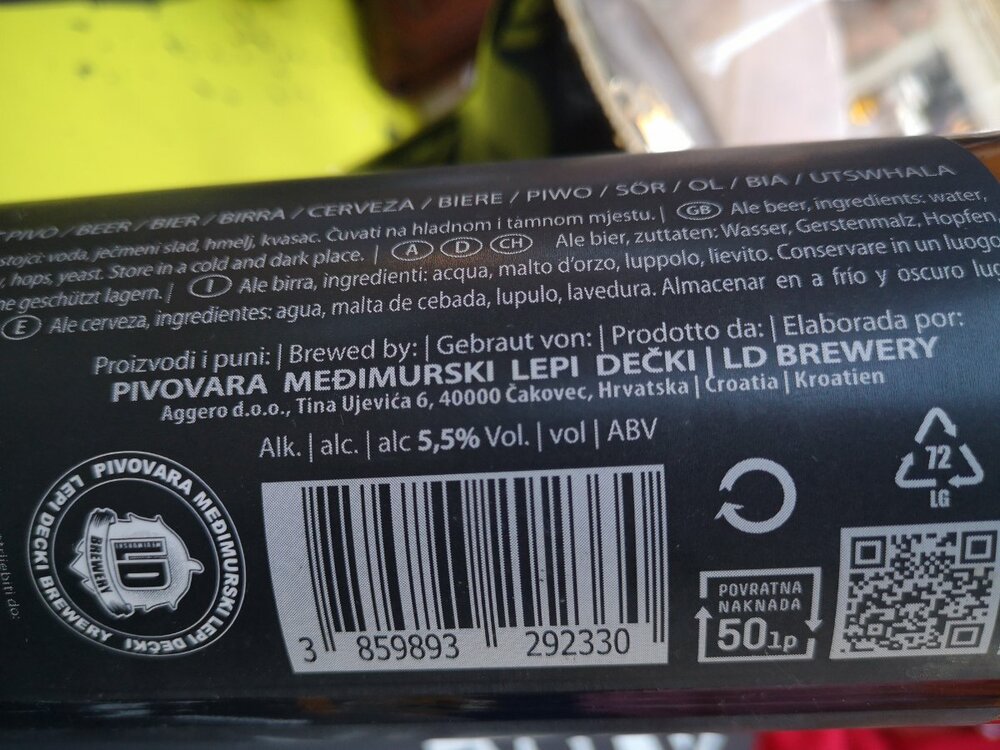 PIVO / BEER / BIER / BIRRA / CERVEZA / BIERE / PIWO / SÖR / OL / BIA / UTSWHALA
voda, ječmeni slad, hmelj, kvasac. Čuvati na hladnom i tamnom mjestu. | GB Ale beer, ingredients: water,
hops, yeast. Store in a cold and dark place. | A D CH Ale bier, zuttaten: Wasser, Gerstenmalz, Hopfen,
geschützt lagern. | I Ale birra, ingredienti: acqua, malto d'orzo, luppolo, lievito. Conservare in un luogo
E Ale cerveza, ingredientes: agua, malta de cebada, lupulo, lavedura. Almacenar en a frío y oscuro
Proizvodi i puni: | Brewed by: | Gebraut von: | Prodotto da: | Elaborada por:
PIVOVARA MEĐIMURSKI LEPI DEČKI | LD BREWERY
Aggero d.o.o., Tina Ujevića 6, 40000 Čakovec, Hrvatska | Croatia | Kroatien
Alk. | alc. | alc 5,5% Vol. | vol | ABV
PIVOVARA MEĐIMURSKI LEPI DEČKI
LEPI DEČKI BREWERY
MEĐIMURSKI
LD
BREWERY
3 859893 292330
POVRATNA
NAKNADA
50 lp
72
LG